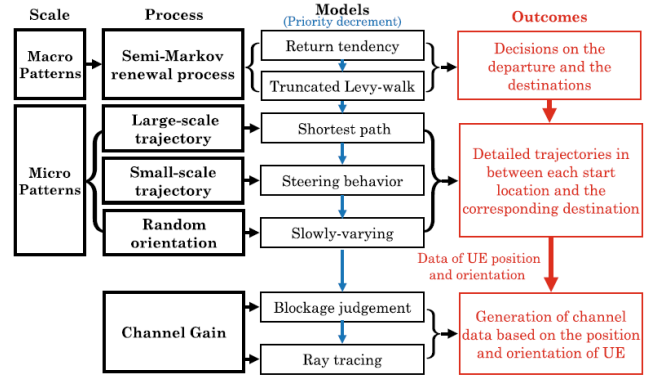 Scale
Process
Models
(Priority decrement)
Outcomes
Macro
Patterns
Semi-Markov
renewal process
Return tendency
Truncated Levy-walk
Decisions on the
departure and the
destinations
Micro
Patterns
Large-scale
trajectory
Shortest path
Small-scale
trajectory
Steering behavior
Random
orientation
Slowly-varying
Detailed trajectories in
between each start
location and the
corresponding destination
Data of UE position
and orientation
Channel Gain
Blockage judgement
Ray tracing
Generation of channel
data based on the position
and orientation of UE